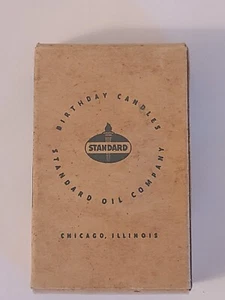 BIRTHDAY CANDLES
STANDARD
STANDARD OIL COMPANY
CHICAGO, ILLINOIS